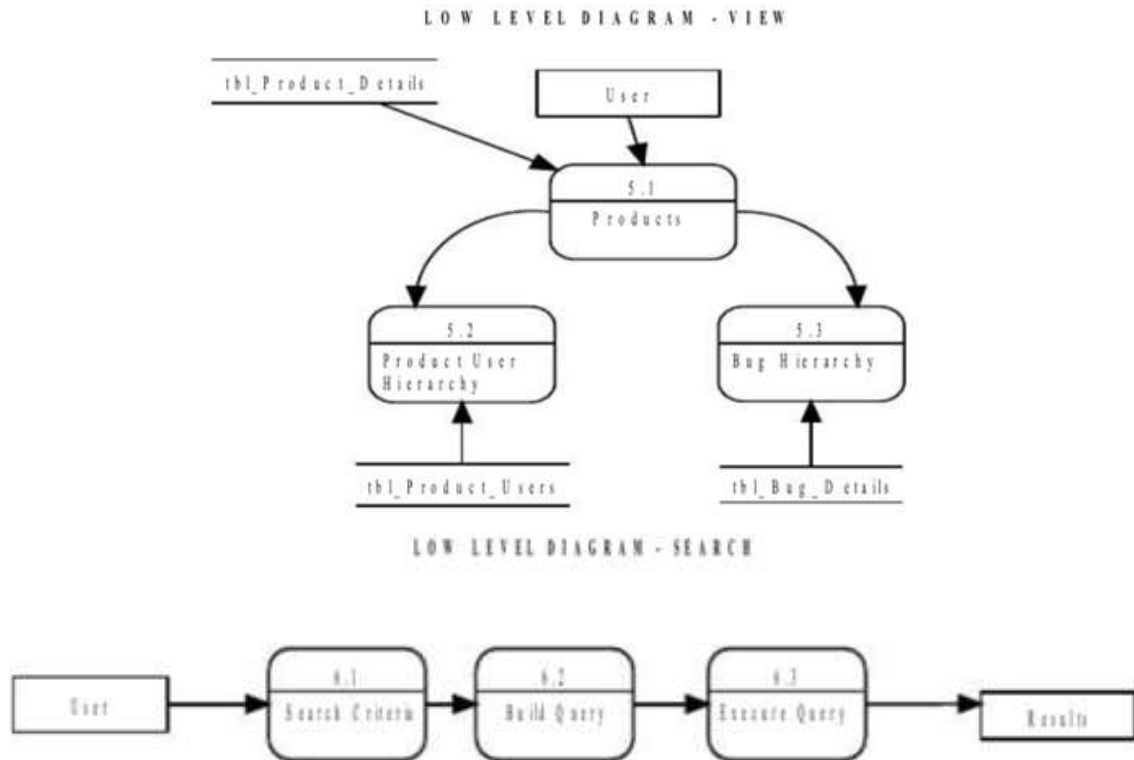 LOW LEVEL DIAGRAM - VIEW
tbl_Product_Details
User
5.1
Products
5.2
Product User
Hierarchy
5.3
Bug Hierarchy
tbl_Product_Users
tbl_Bug_Details
LOW LEVEL DIAGRAM - SEARCH
User
6.1
Search Criteria
6.2
Build Query
6.3
Execute Query
Results